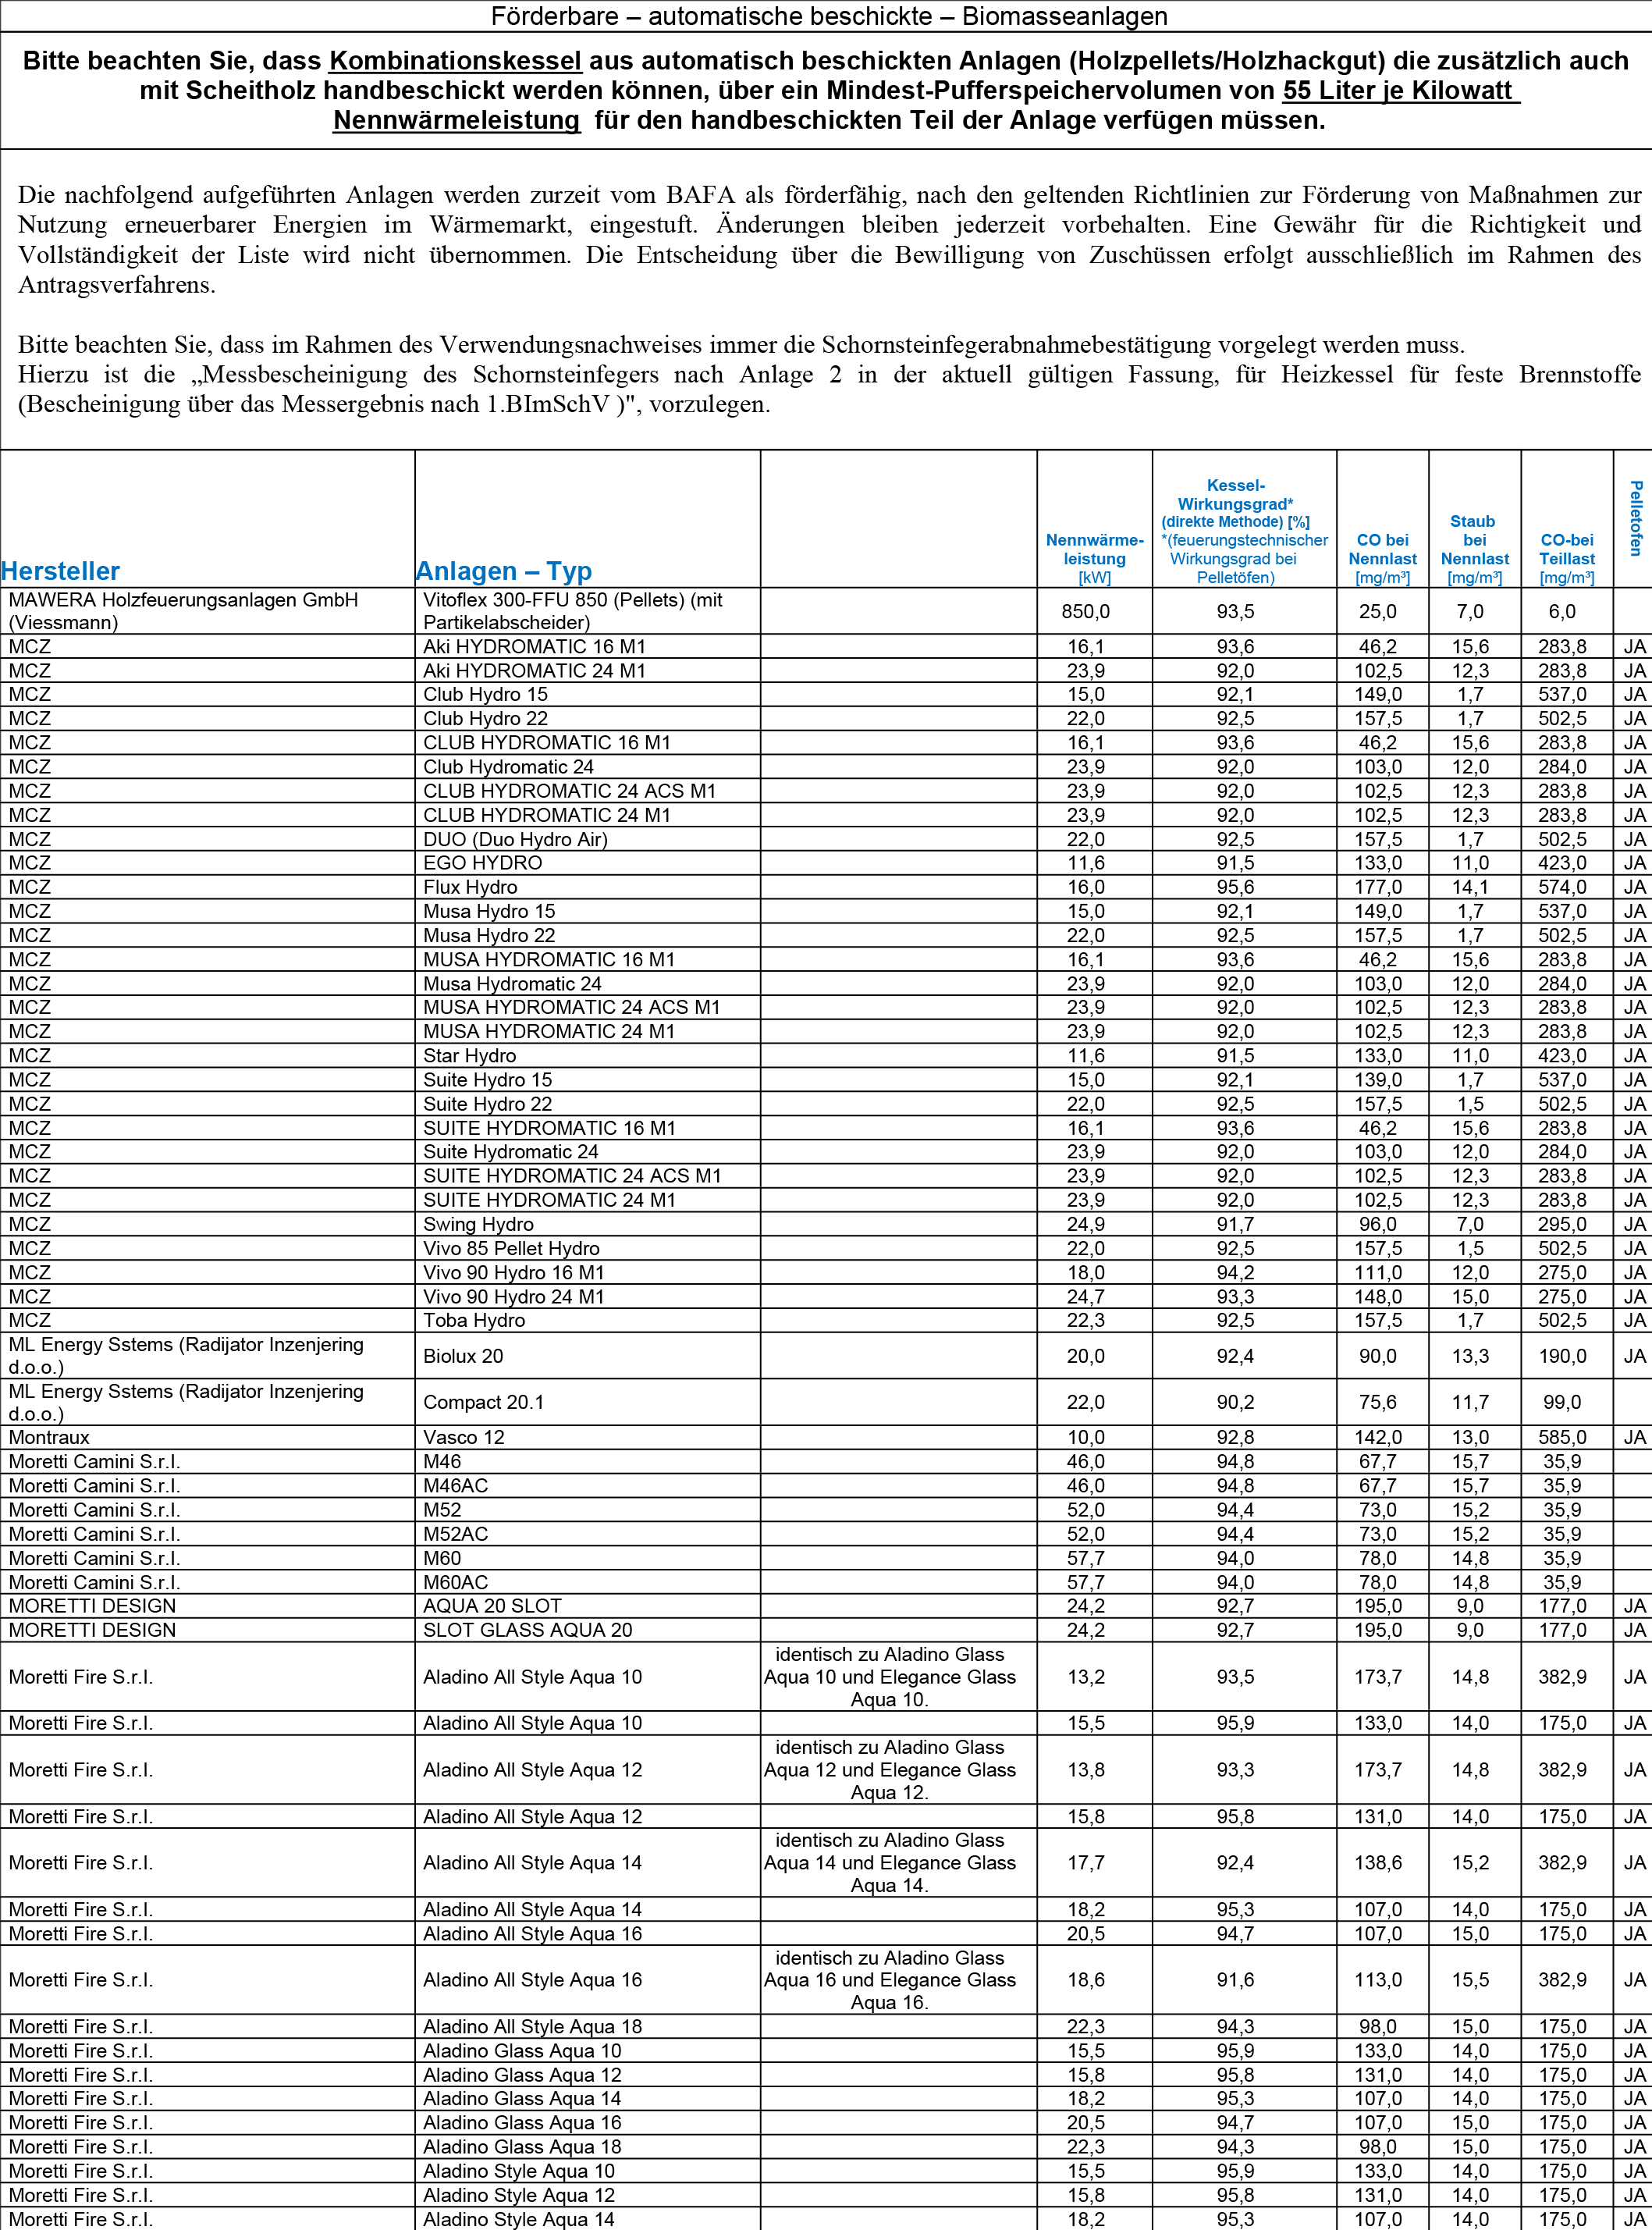 Förderbare – automatische beschickte – Biomasseanlagen
Bitte beachten Sie, dass Kombinationskessel aus automatisch beschickten Anlagen (Holzpellets/Holzhackgut) die zusätzlich auch
mit Scheitholz handbeschickt werden können, über ein Mindest-Pufferspeichervolumen von 55 Liter je Kilowatt
Nennwärmeleistung für den handbeschickten Teil der Anlage verfügen müssen.
Die nachfolgend aufgeführten Anlagen werden zurzeit vom BAFA als förderfähig, nach den geltenden Richtlinien zur Förderung von Maßnahmen zur
Nutzung erneuerbarer Energien im Wärmemarkt, eingestuft. Änderungen bleiben jederzeit vorbehalten. Eine Gewähr für die Richtigkeit und
Vollständigkeit der Liste wird nicht übernommen. Die Entscheidung über die Bewilligung von Zuschüssen erfolgt ausschließlich im Rahmen des
Antragsverfahrens.
Bitte beachten Sie, dass im Rahmen des Verwendungsnachweises immer die Schornsteinfegerabnahmebestätigung vorgelegt werden muss.
Hierzu ist die „Messbescheinigung des Schornsteinfegers nach Anlage 2 in der aktuell gültigen Fassung, für Heizkessel für feste Brennstoffe
(Bescheinigung über das Messergebnis nach 1.BImSchV )", vorzulegen.
Hersteller
Anlagen – Typ
Nennwärme-
leistung
[kW]
Kessel-
Wirkungsgrad*
(direkte Methode) [%]
*(feuerungstechnischer
Wirkungsgrad bei
Pelletöfen)
CO bei
Nennlast
[mg/m³]
Staub
bei
Nennlast
[mg/m³]
CO-bei
Teillast
[mg/m³]
Pelletofen
MAWERA Holzfeuerungsanlagen GmbH
(Viessmann)
Vitoflex 300-FFU 850 (Pellets) (mit
Partikelabscheider)
850,0 93,5 25,0 7,0 6,0
MCZ Aki HYDROMATIC 16 M1 16,1 93,6 46,2 15,6 283,8 JA
MCZ Aki HYDROMATIC 24 M1 23,9 92,0 102,5 12,3 283,8 JA
MCZ Club Hydro 15 15,0 92,1 149,0 1,7 537,0 JA
MCZ Club Hydro 22 22,0 92,5 157,5 1,7 502,5 JA
MCZ CLUB HYDROMATIC 16 M1 16,1 93,6 46,2 15,6 283,8 JA
MCZ Club Hydromatic 24 23,9 92,0 103,0 12,0 284,0 JA
MCZ CLUB HYDROMATIC 24 ACS M1 23,9 92,0 102,5 12,3 283,8 JA
MCZ CLUB HYDROMATIC 24 M1 23,9 92,0 102,5 12,3 283,8 JA
MCZ DUO (Duo Hydro Air) 22,0 92,5 157,5 1,7 502,5 JA
MCZ EGO HYDRO 11,6 91,5 133,0 11,0 423,0 JA
MCZ Flux Hydro 16,0 95,6 177,0 14,1 574,0 JA
MCZ Musa Hydro 15 15,0 92,1 149,0 1,7 537,0 JA
MCZ Musa Hydro 22 22,0 92,5 157,5 1,7 502,5 JA
MCZ MUSA HYDROMATIC 16 M1 16,1 93,6 46,2 15,6 283,8 JA
MCZ Musa Hydromatic 24 23,9 92,0 103,0 12,0 284,0 JA
MCZ MUSA HYDROMATIC 24 ACS M1 23,9 92,0 102,5 12,3 283,8 JA
MCZ MUSA HYDROMATIC 24 M1 23,9 92,0 102,5 12,3 283,8 JA
MCZ Star Hydro 11,6 91,5 133,0 11,0 423,0 JA
MCZ Suite Hydro 15 15,0 92,1 139,0 1,7 537,0 JA
MCZ Suite Hydro 22 22,0 92,5 157,5 1,5 502,5 JA
MCZ SUITE HYDROMATIC 16 M1 16,1 93,6 46,2 15,6 283,8 JA
MCZ Suite Hydromatic 24 23,9 92,0 103,0 12,0 284,0 JA
MCZ SUITE HYDROMATIC 24 ACS M1 23,9 92,0 102,5 12,3 283,8 JA
MCZ SUITE HYDROMATIC 24 M1 23,9 92,0 102,5 12,3 283,8 JA
MCZ Swing Hydro 24,9 91,7 96,0 7,0 295,0 JA
MCZ Vivo 85 Pellet Hydro 22,0 92,5 157,5 1,5 502,5 JA
MCZ Vivo 90 Hydro 16 M1 18,0 94,2 111,0 12,0 275,0 JA
MCZ Vivo 90 Hydro 24 M1 24,7 93,3 148,0 15,0 275,0 JA
MCZ Toba Hydro 22,3 92,5 157,5 1,7 502,5 JA
ML Energy Sstems (Radijator Inzenjering
d.o.o.)
Biolux 20 20,0 92,4 90,0 13,3 190,0 JA
ML Energy Sstems (Radijator Inzenjering
d.o.o.)
Compact 20.1 22,0 90,2 75,6 11,7 99,0
Montraux Vasco 12 10,0 92,8 142,0 13,0 585,0 JA
Moretti Camini S.r.l. M46 46,0 94,8 67,7 15,7 35,9
Moretti Camini S.r.l. M46AC 46,0 94,8 67,7 15,7 35,9
Moretti Camini S.r.l. M52 52,0 94,4 73,0 15,2 35,9
Moretti Camini S.r.l. M52AC 52,0 94,4 73,0 15,2 35,9
Moretti Camini S.r.l. M60 57,7 94,0 78,0 14,8 35,9
Moretti Camini S.r.l. M60AC 57,7 94,0 78,0 14,8 35,9
MORETTI DESIGN AQUA 20 SLOT 24,2 92,7 195,0 9,0 177,0 JA
MORETTI DESIGN SLOT GLASS AQUA 20 24,2 92,7 195,0 9,0 177,0 JA
identisch zu Aladino Glass
Moretti Fire S.r.l. Aladino All Style Aqua 10 Aqua 10 und Elegance Glass 13,2 93,5 173,7 14,8 382,9 JA
Aqua 10.
Moretti Fire S.r.l. Aladino All Style Aqua 10 15,5 95,9 133,0 14,0 175,0 JA
identisch zu Aladino Glass
Moretti Fire S.r.l. Aladino All Style Aqua 12 Aqua 12 und Elegance Glass 13,8 93,3 173,7 14,8 382,9 JA
Aqua 12.
Moretti Fire S.r.l. Aladino All Style Aqua 12 15,8 95,8 131,0 14,0 175,0 JA
identisch zu Aladino Glass
Moretti Fire S.r.l. Aladino All Style Aqua 14 Aqua 14 und Elegance Glass 17,7 92,4 138,6 15,2 382,9 JA
Aqua 14.
Moretti Fire S.r.l. Aladino All Style Aqua 14 18,2 95,3 107,0 14,0 175,0 JA
Moretti Fire S.r.l. Aladino All Style Aqua 16 20,5 94,7 107,0 15,0 175,0 JA
identisch zu Aladino Glass
Moretti Fire S.r.l. Aladino All Style Aqua 16 Aqua 16 und Elegance Glass 18,6 91,6 113,0 15,5 382,9 JA
Aqua 16.
Moretti Fire S.r.l. Aladino All Style Aqua 18 22,3 94,3 98,0 15,0 175,0 JA
Moretti Fire S.r.l. Aladino Glass Aqua 10 15,5 95,9 133,0 14,0 175,0 JA
Moretti Fire S.r.l. Aladino Glass Aqua 12 15,8 95,8 131,0 14,0 175,0 JA
Moretti Fire S.r.l. Aladino Glass Aqua 14 18,2 95,3 107,0 14,0 175,0 JA
Moretti Fire S.r.l. Aladino Glass Aqua 16 20,5 94,7 107,0 15,0 175,0 JA
Moretti Fire S.r.l. Aladino Glass Aqua 18 22,3 94,3 98,0 15,0 175,0 JA
Moretti Fire S.r.l. Aladino Style Aqua 10 15,5 95,9 133,0 14,0 175,0 JA
Moretti Fire S.r.l. Aladino Style Aqua 12 15,8 95,8 131,0 14,0 175,0 JA
Moretti Fire S.r.l. Aladino Style Aqua 14 18,2 95,3 107,0 14,0 175,0 JA